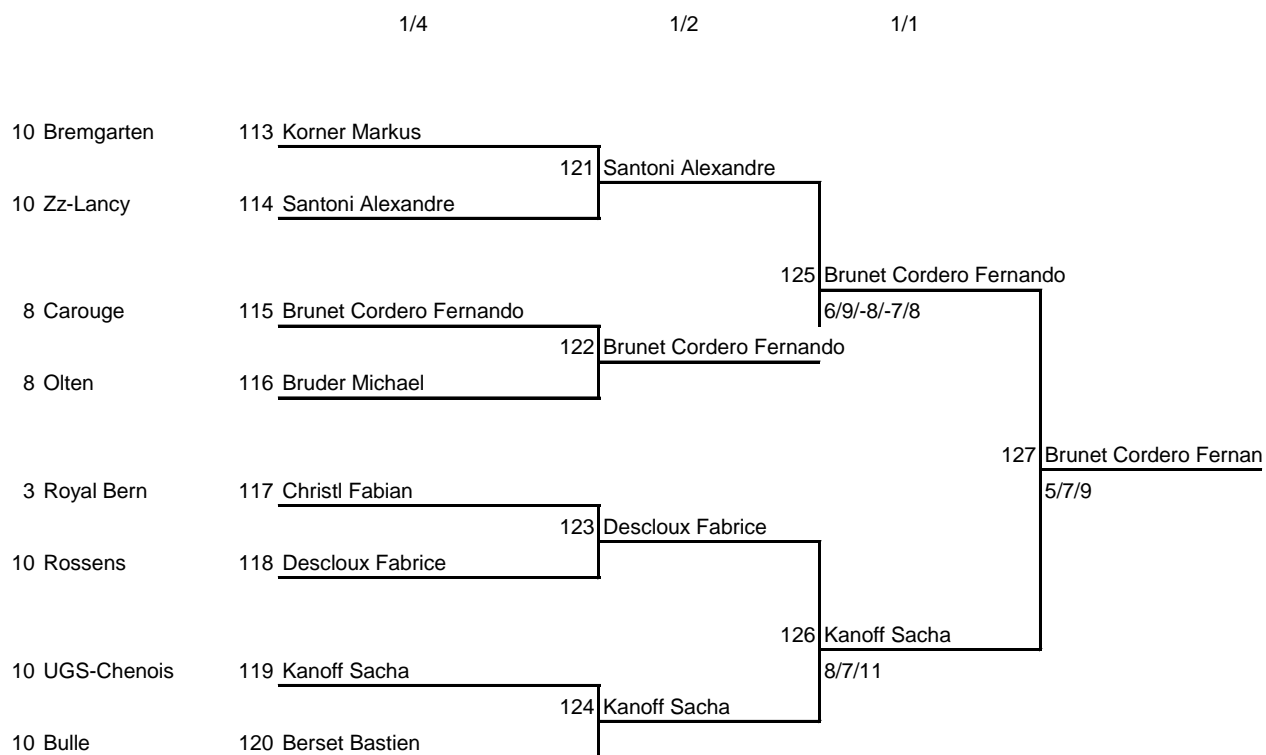 1/4 1/2 1/1
10 Bremgarten 113 Korner Markus
121 Santoni Alexandre
10 Zz-Lancy 114 Santoni Alexandre
125 Brunet Cordero Fernando
8 Carouge 115 Brunet Cordero Fernando 6/9/-8/-7/8
122 Brunet Cordero Fernando
8 Olten 116 Bruder Michael
127 Brunet Cordero Fernan
3 Royal Bern 117 Christl Fabian 5/7/9
123 Descloux Fabrice
10 Rossens 118 Descloux Fabrice
126 Kanoff Sacha
10 UGS-Chenois 119 Kanoff Sacha 8/7/11
124 Kanoff Sacha
10 Bulle 120 Berset Bastien